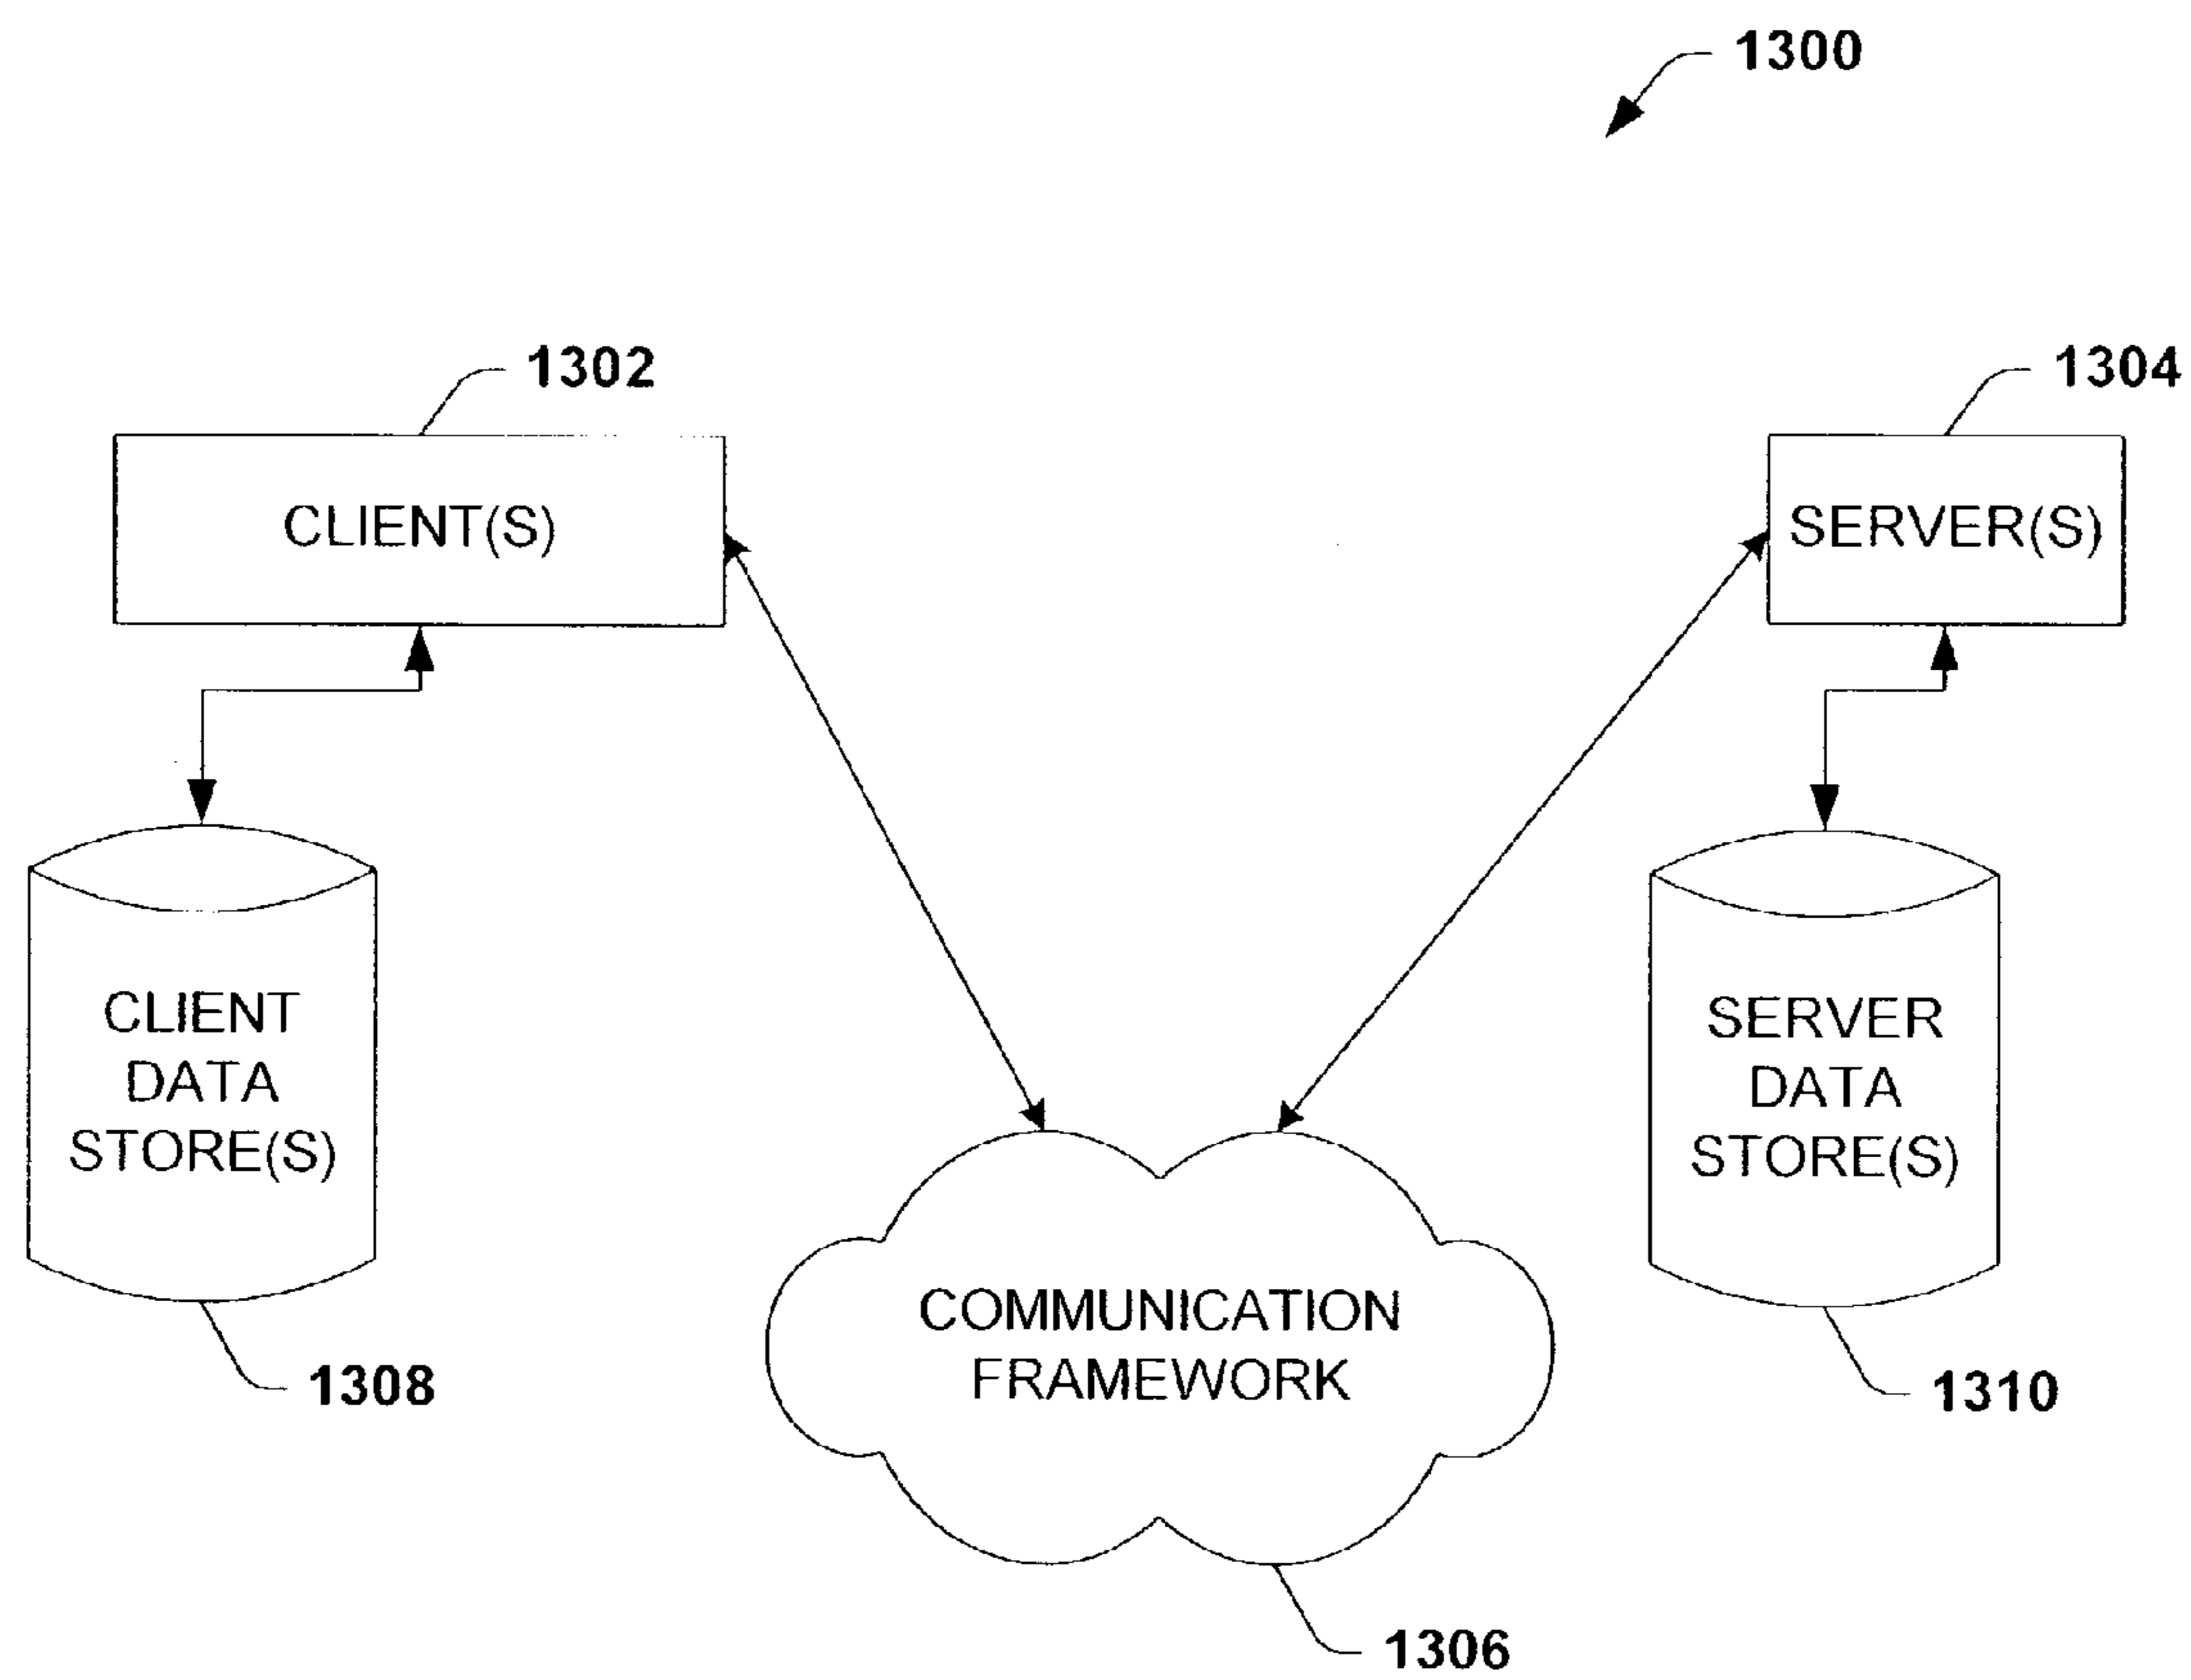 1300
1302
1304
CLIENT(S)
SERVER(S)
CLIENT
DATA
STORE(S)
SERVER
DATA
STORE(S)
COMMUNICATION
FRAMEWORK
1308
1310
1306